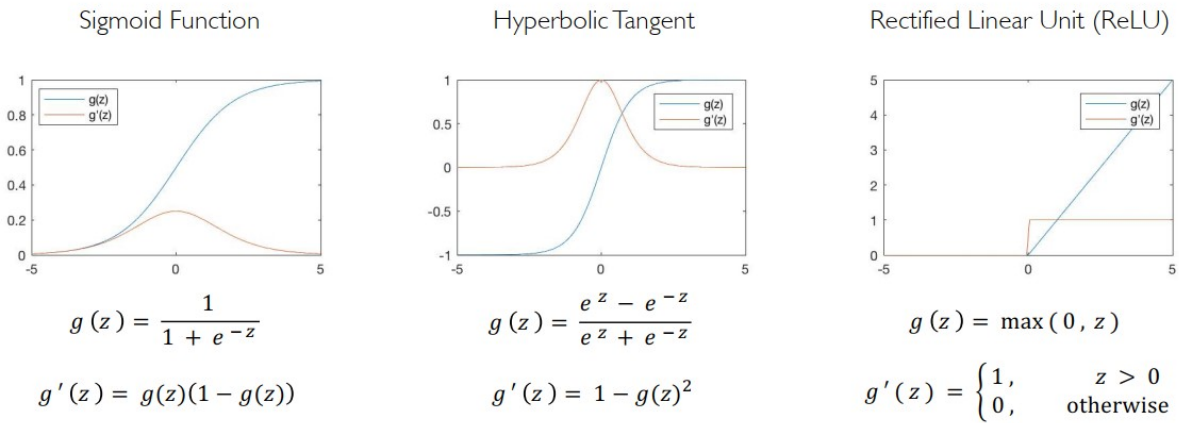 Sigmoid Function
1
0.8
0.6
0.4
0.2
0
-5
0
5
g(z)
g'(z)
g (z) = 1 / (1 + e^{-z})
g'(z) = g(z)(1 − g(z))
Hyperbolic Tangent
1
0.5
0
-0.5
-1
-5
0
5
g(z)
g'(z)
g (z) = (e^z − e^{-z}) / (e^z + e^{-z})
g'(z) = 1 − g(z)²
Rectified Linear Unit (ReLU)
5
4
3
2
1
0
-5
0
5
g(z)
g'(z)
g (z) = max ( 0 , z )
g'(z) = { 1 , z > 0
0 , otherwise